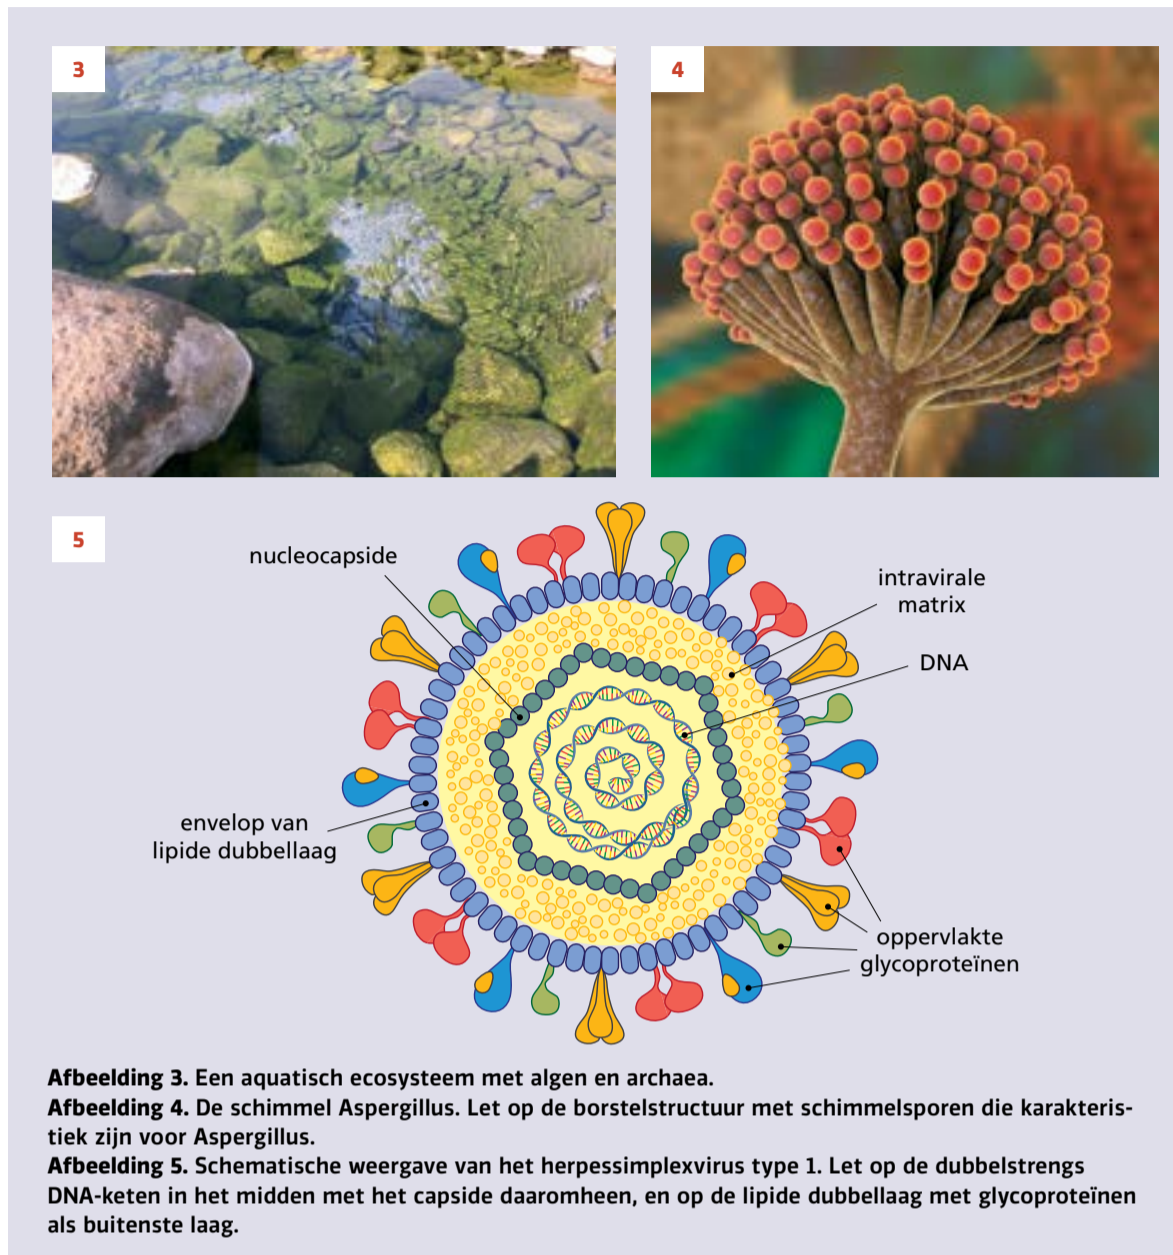 3
4
5
nucleocapside
intravirale
matrix
DNA
envelop van
lipide dubbellaag
oppervlakte
glycoproteïnen
Afbeelding 3. Een aquatisch ecosysteem met algen en archaea.
Afbeelding 4. De schimmel Aspergillus. Let op de borstelstructuur met schimmelsporen die karakteris-
tiek zijn voor Aspergillus.
Afbeelding 5. Schematische weergave van het herpessimplexvirus type 1. Let op de dubbelstrengs
DNA-keten in het midden met het capside daaromheen, en op de lipide dubbellaag met glycoproteïnen
als buitenste laag.